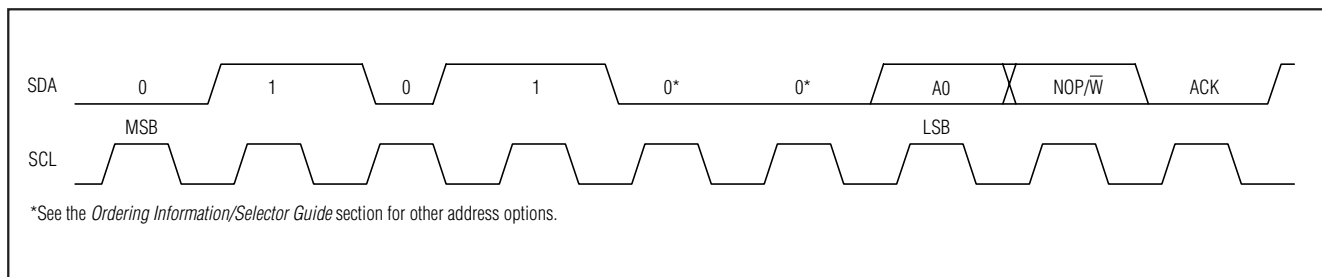 SDA 0 1 0 1 0* 0* A0 NOP/W̅ ACK
MSB LSB
SCL
*See the Ordering Information/Selector Guide section for other address options.